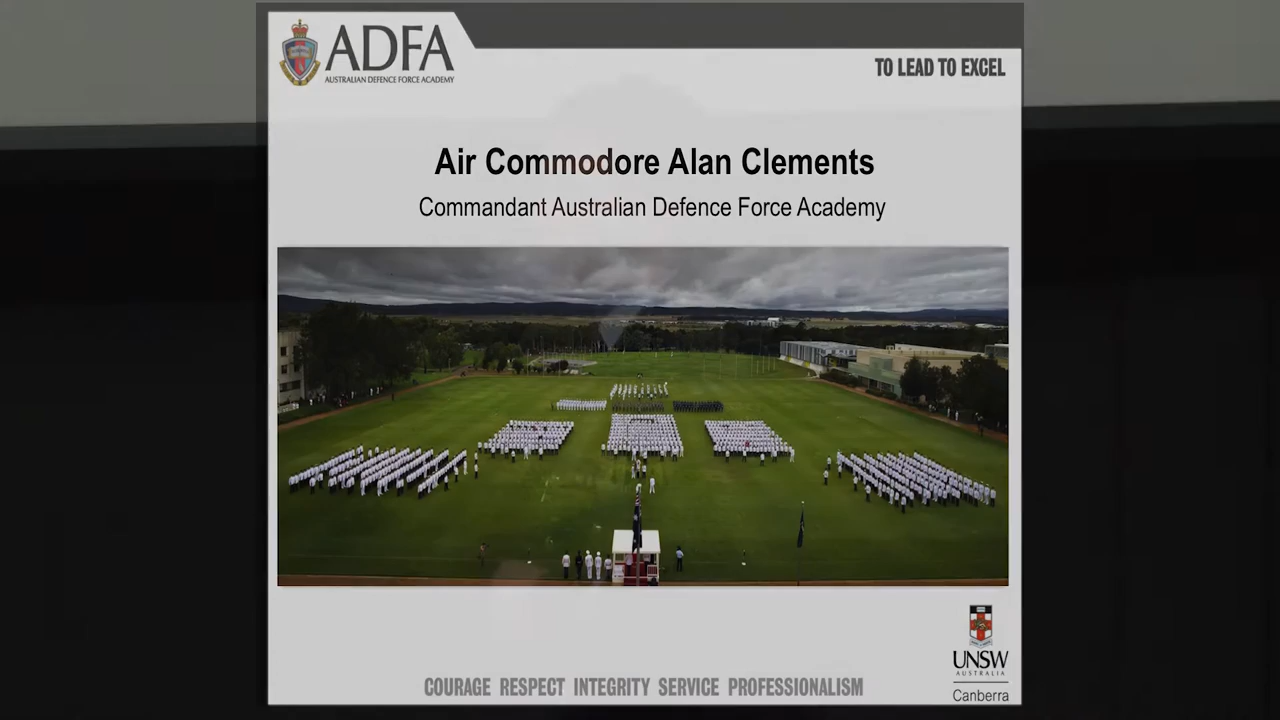 ADFA
AUSTRALIAN DEFENCE FORCE ACADEMY
TO LEAD TO EXCEL
Air Commodore Alan Clements
Commandant Australian Defence Force Academy
UNSW
AUSTRALIA
Canberra
COURAGE RESPECT INTEGRITY SERVICE PROFESSIONALISM